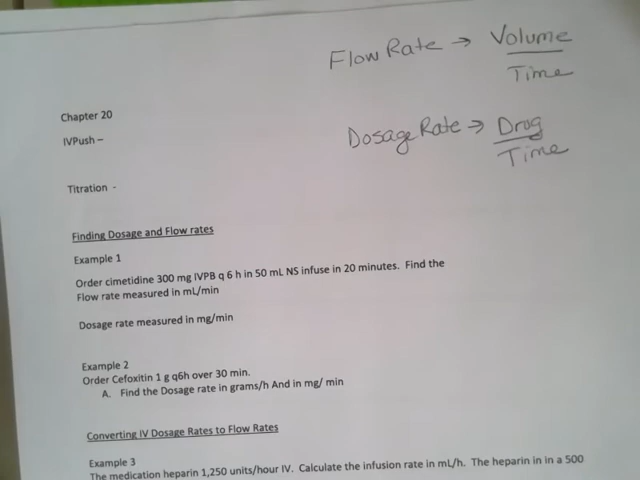 Flow Rate → Volume
Time
Chapter 20
IVPush –
Dosage Rate → Drug
Time
Titration -
Finding Dosage and Flow rates
Example 1
Order cimetidine 300 mg IVPB q 6 h in 50 mL NS infuse in 20 minutes. Find the
Flow rate measured in mL/min
Dosage rate measured in mg/min
Example 2
Order Cefoxitin 1 g q6h over 30 min.
A. Find the Dosage rate in grams/h And in mg/ min
Converting IV Dosage Rates to Flow Rates
Example 3
The medication heparin 1,250 units/hour IV. Calculate the infusion rate in mL/h. The heparin in in a 500